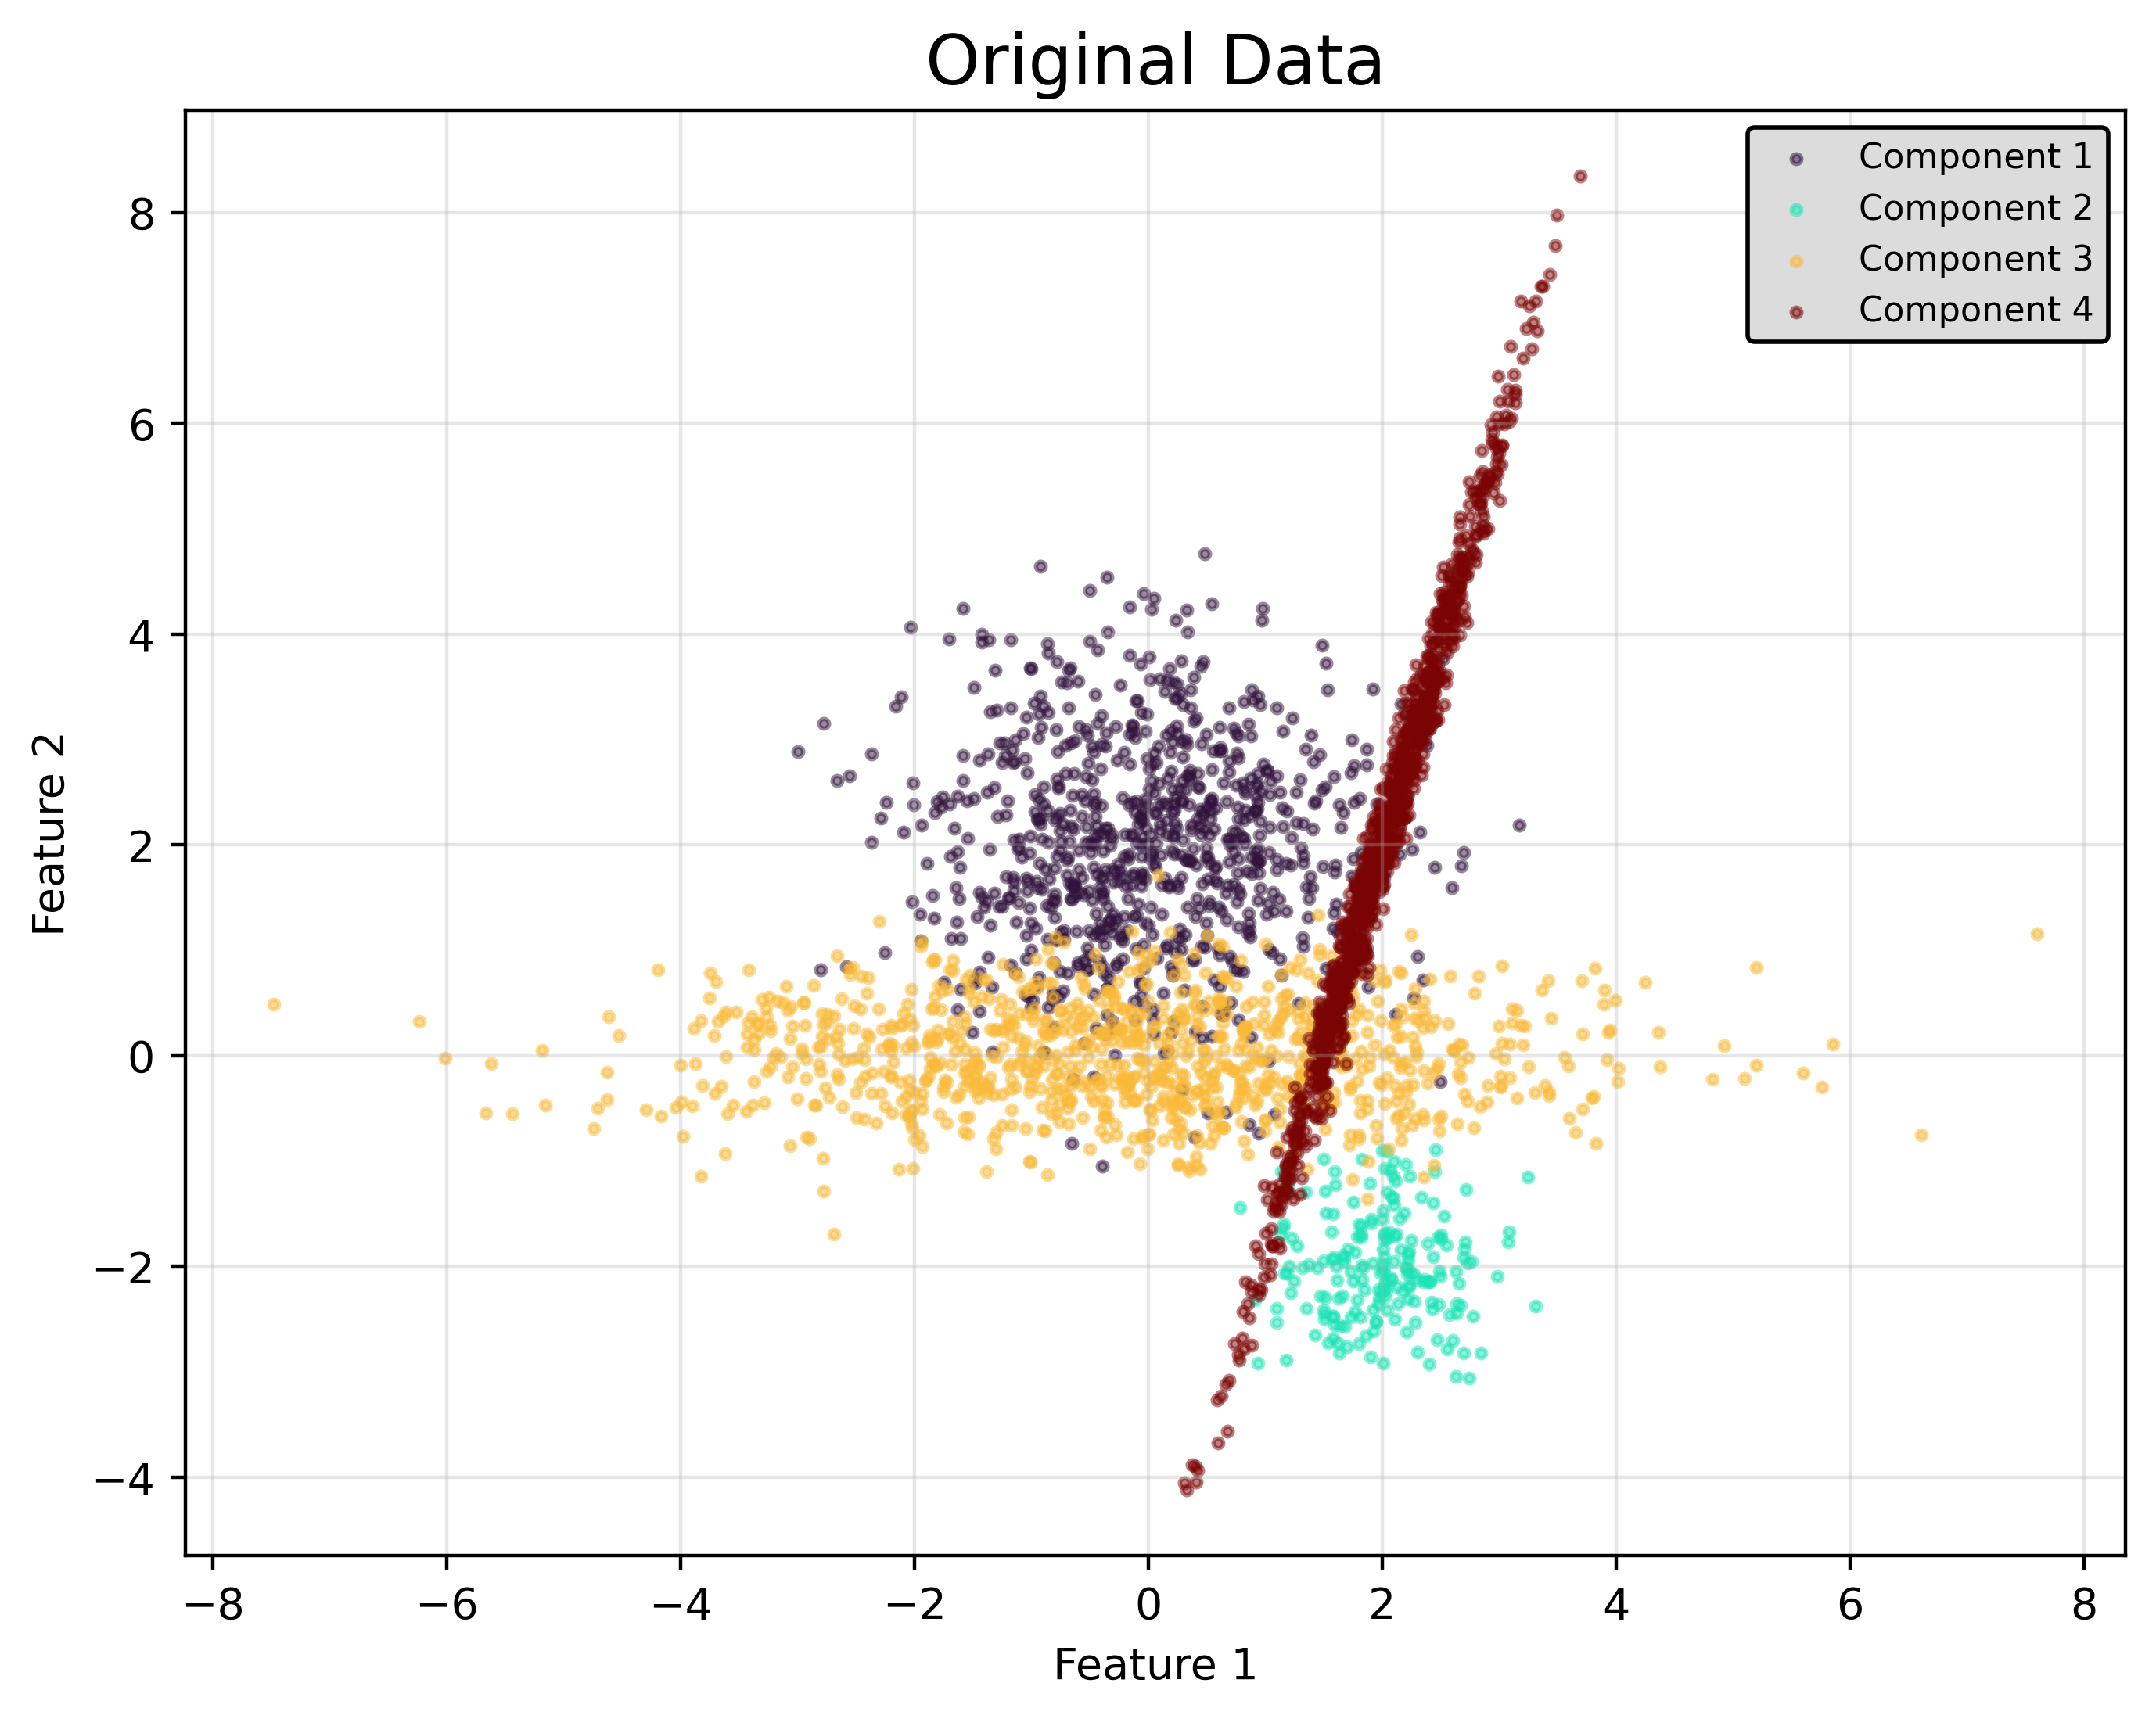 Original Data
Component 1
Component 2
Component 3
Component 4
Feature 2
8
6
4
2
0
−2
−4
−8
−6
−4
−2
0
2
4
6
8
Feature 1